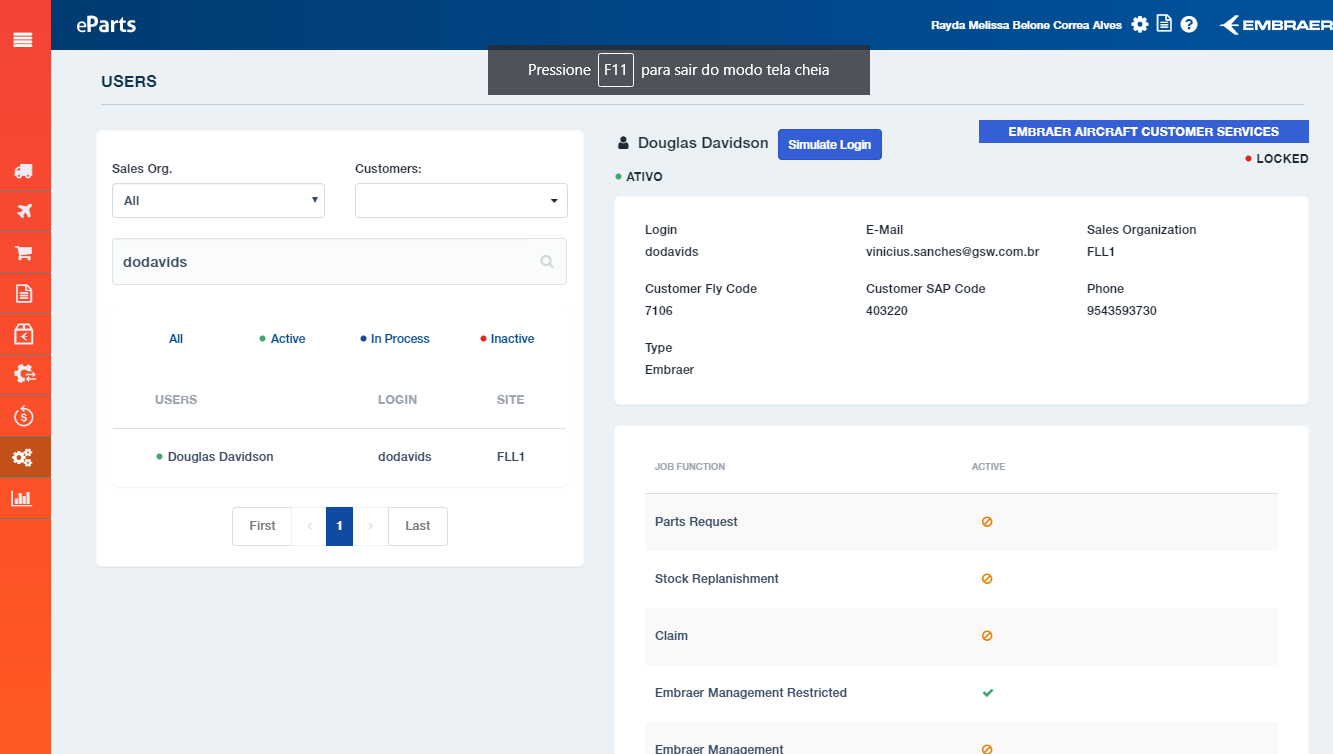 eParts
Rayda Melissa Belone Correa Alves
EMBRAER
Pressione F11 para sair do modo tela cheia
USERS
Sales Org.
Customers:
All
dodavids
All
Active
In Process
Inactive
USERS LOGIN SITE
Douglas Davidson dodavids FLL1
First ‹ 1 › Last
Douglas Davidson
Simulate Login
EMBRAER AIRCRAFT CUSTOMER SERVICES
LOCKED
ATIVO
Login E-Mail Sales Organization
dodavids vinicius.sanches@gsw.com.br FLL1
Customer Fly Code Customer SAP Code Phone
7106 403220 9543593730
Type
Embraer
JOB FUNCTION ACTIVE
Parts Request
Stock Replanishment
Claim
Embraer Management Restricted
Embraer Management